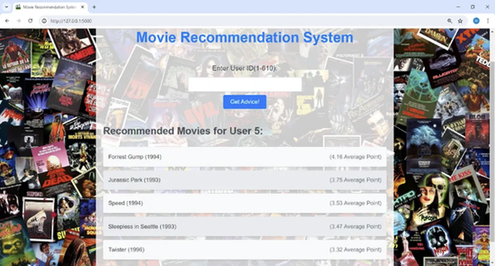 Movie Recommendation System
http://127.0.0.1:5000
Movie Recommendation System
Enter User ID(1-610):
Get Advice!
Recommended Movies for User 5:
Forrest Gump (1994) (4.16 Average Point)
Jurassic Park (1993) (3.75 Average Point)
Speed (1994) (3.53 Average Point)
Sleepless in Seattle (1993) (3.47 Average Point)
Twister (1996) (3.32 Average Point)